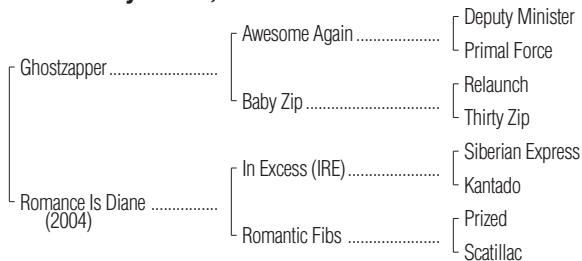 Deputy Minister
Awesome Again
Primal Force
Ghostzapper
Relaunch
Baby Zip
Thirty Zip
Siberian Express
In Excess (IRE)
Kantado
Romance Is Diane
(2004)
Prized
Romantic Fibs
Scatillac